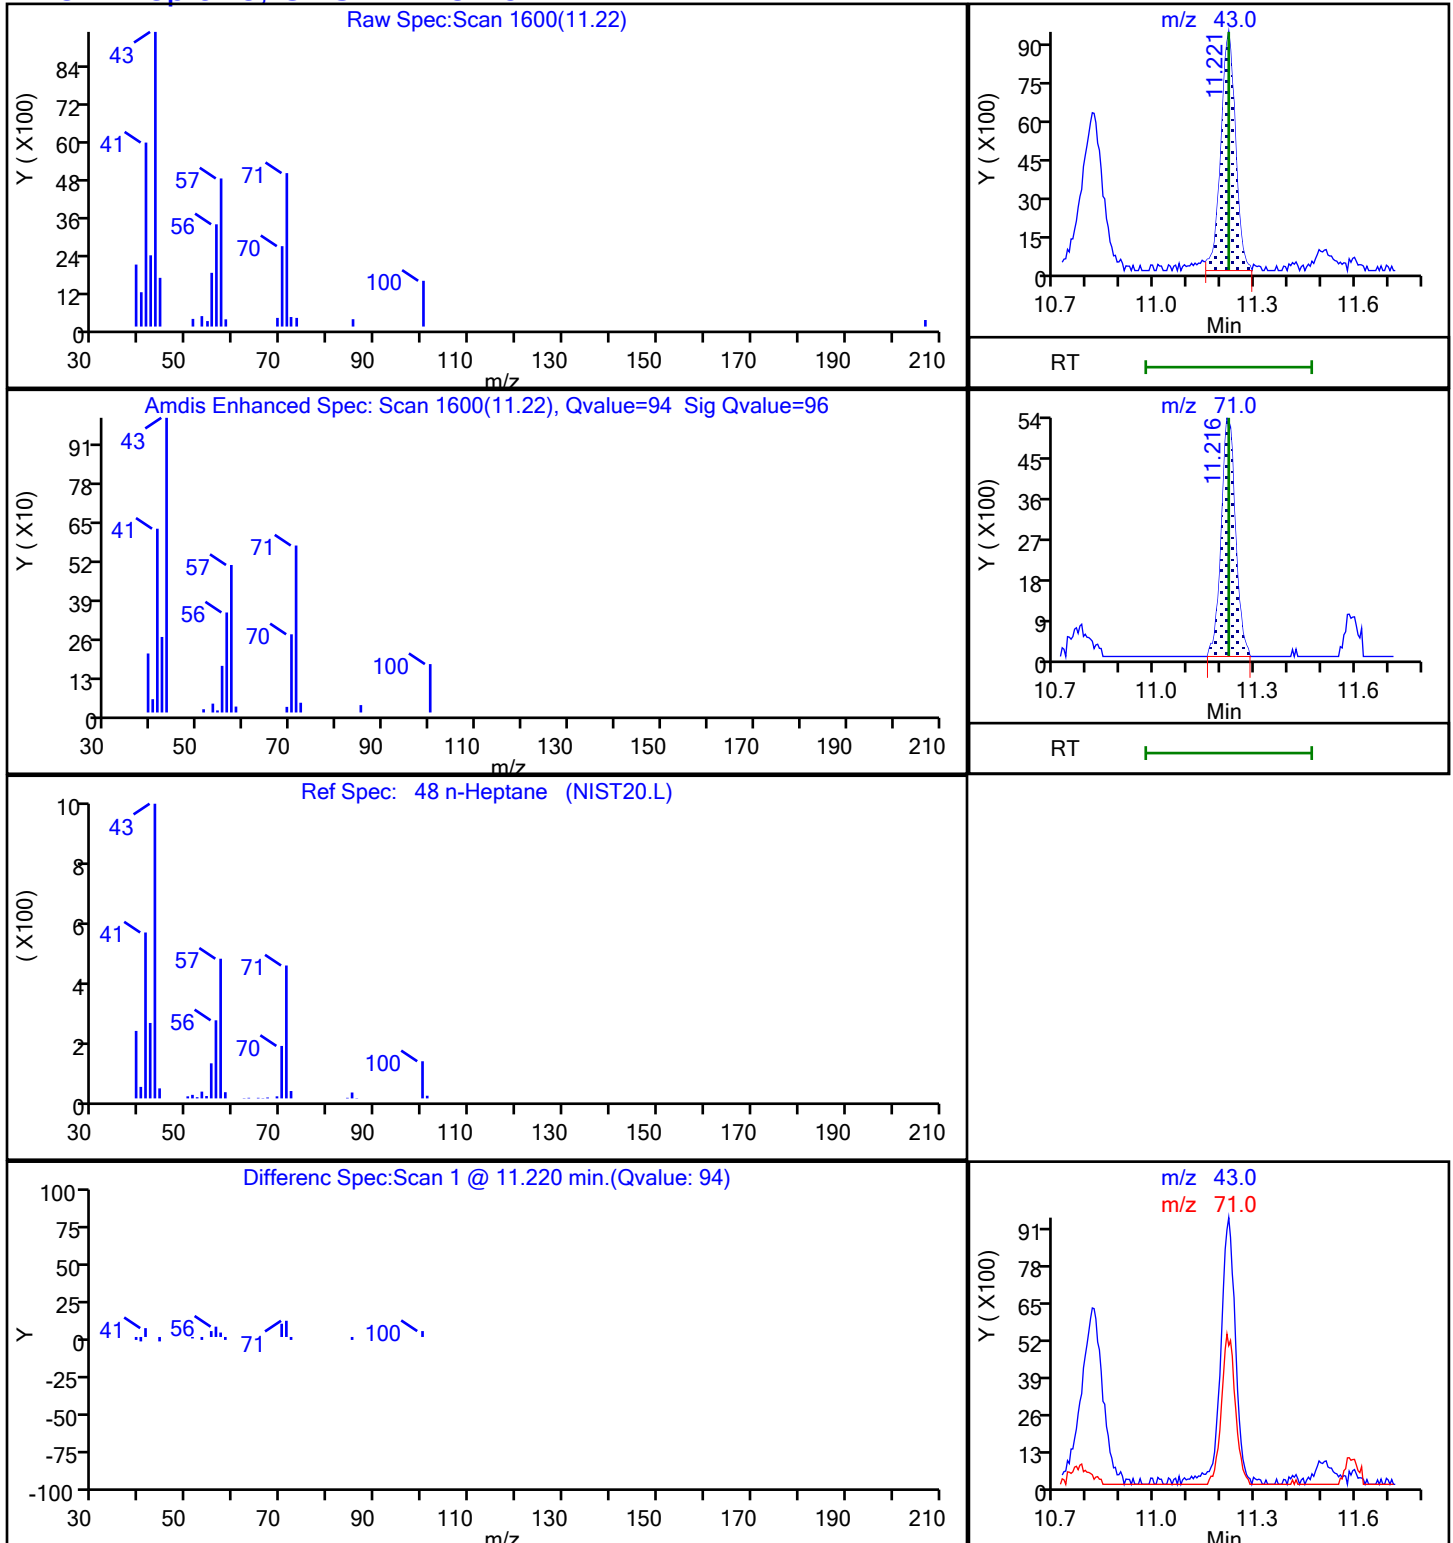 Raw Spec:Scan 1600(11.22)
Y ( X100)
84
72
60
48
36
24
12
0
43
41
57
56
71
70
100
30 50 70 90 110 130 150 170 190 210
m/z
m/z 43.0
Y ( X100)
90
75
60
45
30
15
0
11.221
10.7 11.0 11.3 11.6
Min
RT
Amdis Enhanced Spec: Scan 1600(11.22), Qvalue=94 Sig Qvalue=96
Y ( X10)
91
78
65
52
39
26
13
0
43
41
57
56
71
70
100
30 50 70 90 110 130 150 170 190 210
m/z
m/z 71.0
Y ( X100)
54
45
36
27
18
9
0
11.216
10.7 11.0 11.3 11.6
Min
RT
Ref Spec: 48 n-Heptane (NIST20.L)
( X100)
10
8
6
4
2
0
43
41
57
56
71
70
100
30 50 70 90 110 130 150 170 190 210
Differenc Spec:Scan 1 @ 11.220 min.(Qvalue: 94)
Y
100
75
50
25
0
-25
-50
-75
-100
41
56
71
100
30 50 70 90 110 130 150 170 190 210
m/z
m/z 43.0
m/z 71.0
Y ( X100)
91
78
65
52
39
26
13
0
10.7 11.0 11.3 11.6
Min